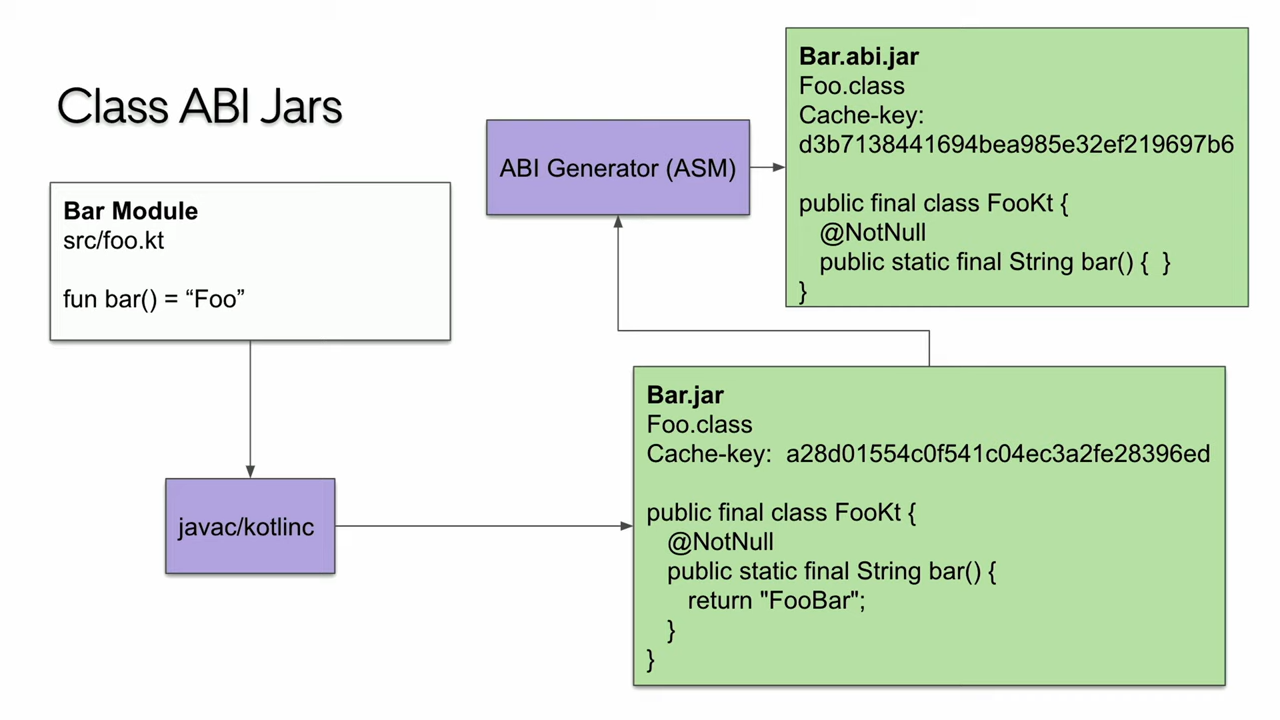 Class ABI Jars
Bar Module
src/foo.kt
fun bar() = “Foo”
javac/kotlinc
ABI Generator (ASM)
Bar.abi.jar
Foo.class
Cache-key:
d3b7138441694bea985e32ef219697b6
public final class FooKt {
@NotNull
public static final String bar() { }
}
Bar.jar
Foo.class
Cache-key: a28d01554c0f541c04ec3a2fe28396ed
public final class FooKt {
@NotNull
public static final String bar() {
return "FooBar";
}
}